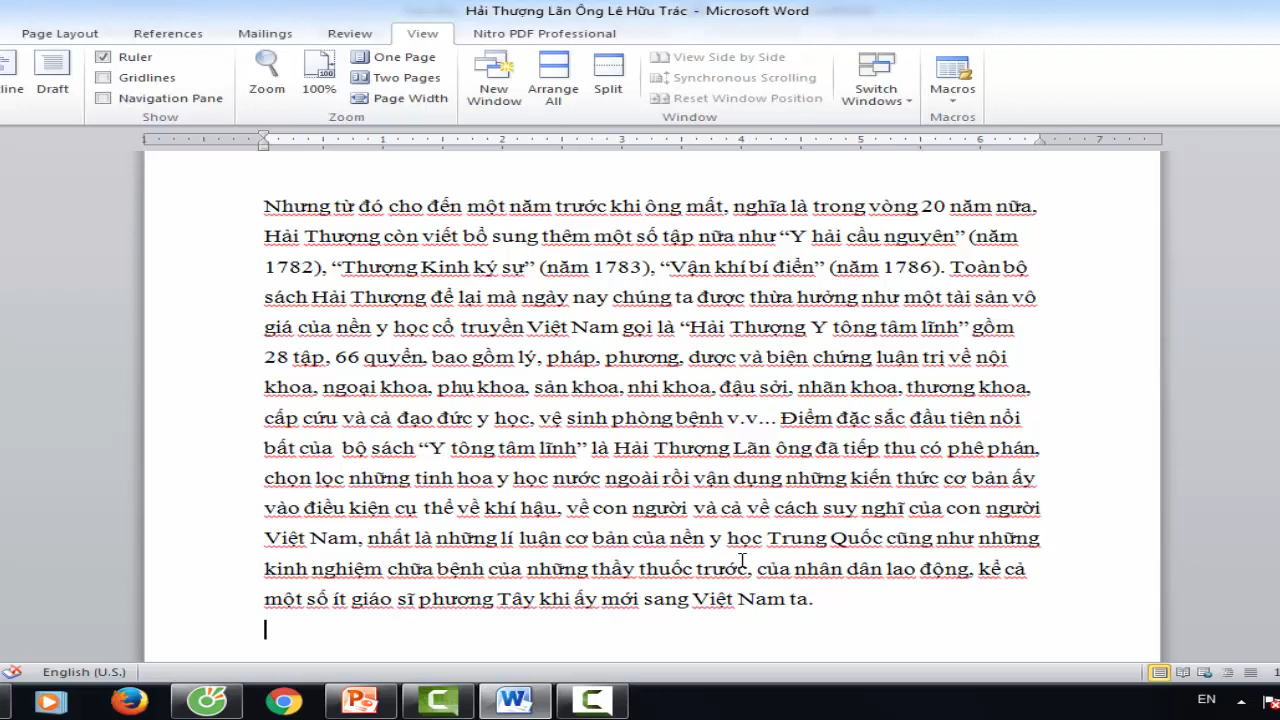 Hải Thượng Lãn Ông Lê Hữu Trác - Microsoft Word
Page Layout References Mailings Review View Nitro PDF Professional
Ruler One Page View Side by Side
Gridlines Two Pages Synchronous Scrolling
Navigation Pane Page Width Reset Window Position
line Draft Zoom 100% New Window Arrange All Split Switch Windows Macros
Show Zoom Window Macros
1 1 2 3 4 5 6 7
Nhưng từ đó cho đến một năm trước khi ông mất, nghĩa là trong vòng 20 năm nữa,
Hải Thượng còn viết bổ sung thêm một số tập nữa như “Y hải cầu nguyên” (năm
1782), “Thượng Kinh ký sự” (năm 1783), “Vận khí bí điển” (năm 1786). Toàn bộ
sách Hải Thượng để lại mà ngày nay chúng ta được thừa hưởng như một tài sản vô
giá của nền y học cổ truyền Việt Nam gọi là “Hải Thượng Y tông tâm lĩnh” gồm
28 tập, 66 quyển, bao gồm lý, pháp, phương, dược và biện chứng luận trị về nội
khoa, ngoại khoa, phụ khoa, sản khoa, nhi khoa, đậu sởi, nhãn khoa, thương khoa,
cấp cứu và cả đạo đức y học, vệ sinh phòng bệnh v.v... Điểm đặc sắc đầu tiên nổi
bất của bộ sách “Y tông tâm lĩnh” là Hải Thượng Lãn ông đã tiếp thu có phê phán,
chọn lọc những tinh hoa y học nước ngoài rồi vận dụng những kiến thức cơ bản ấy
vào điều kiện cụ thể về khí hậu, về con người và cả về cách suy nghĩ của con người
Việt Nam, nhất là những lí luận cơ bản của nền y học Trung Quốc cũng như những
kinh nghiệm chữa bệnh của những thầy thuốc trước, của nhân dân lao động, kể cả
một số ít giáo sĩ phương Tây khi ấy mới sang Việt Nam ta.
English (U.S.)
EN